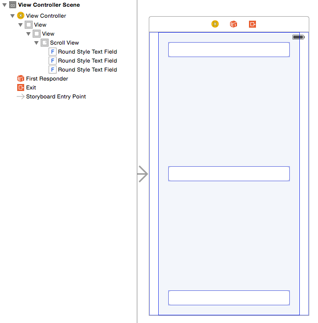 View Controller Scene
View Controller
View
View
Scroll View
F Round Style Text Field
F Round Style Text Field
F Round Style Text Field
First Responder
Exit
Storyboard Entry Point